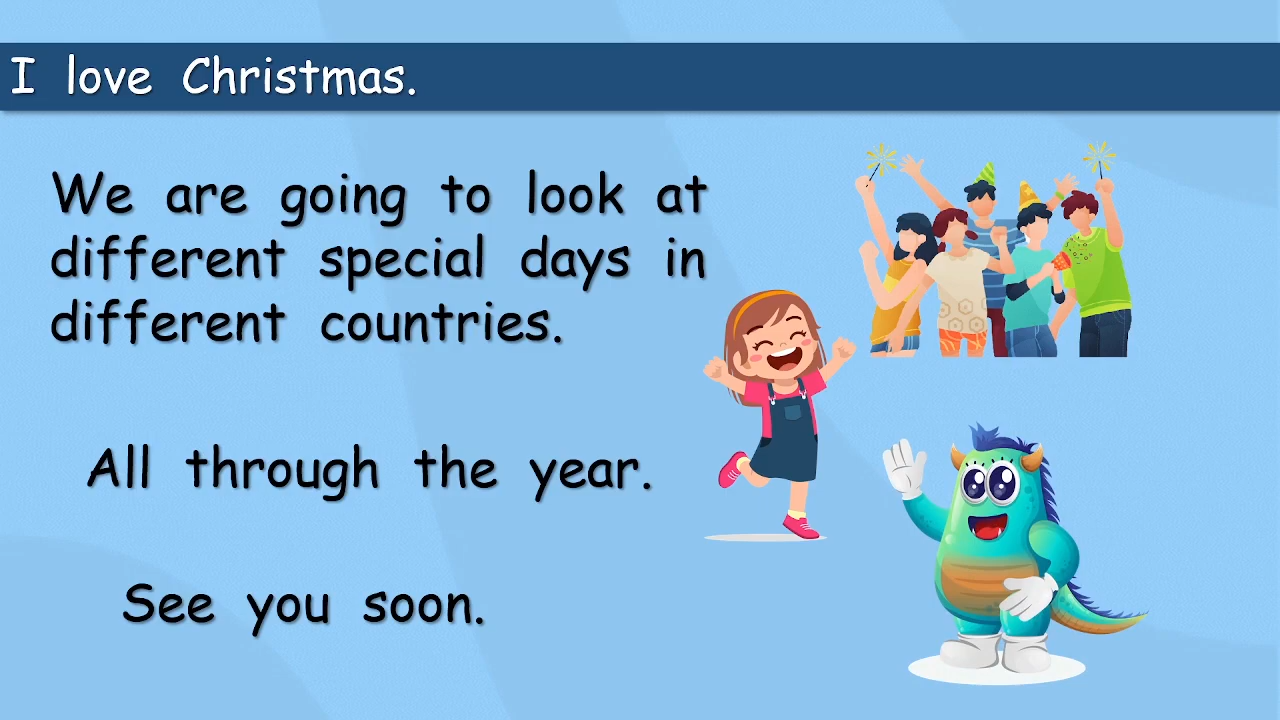 I love Christmas.
We are going to look at
different special days in
different countries.
All through the year.
See you soon.